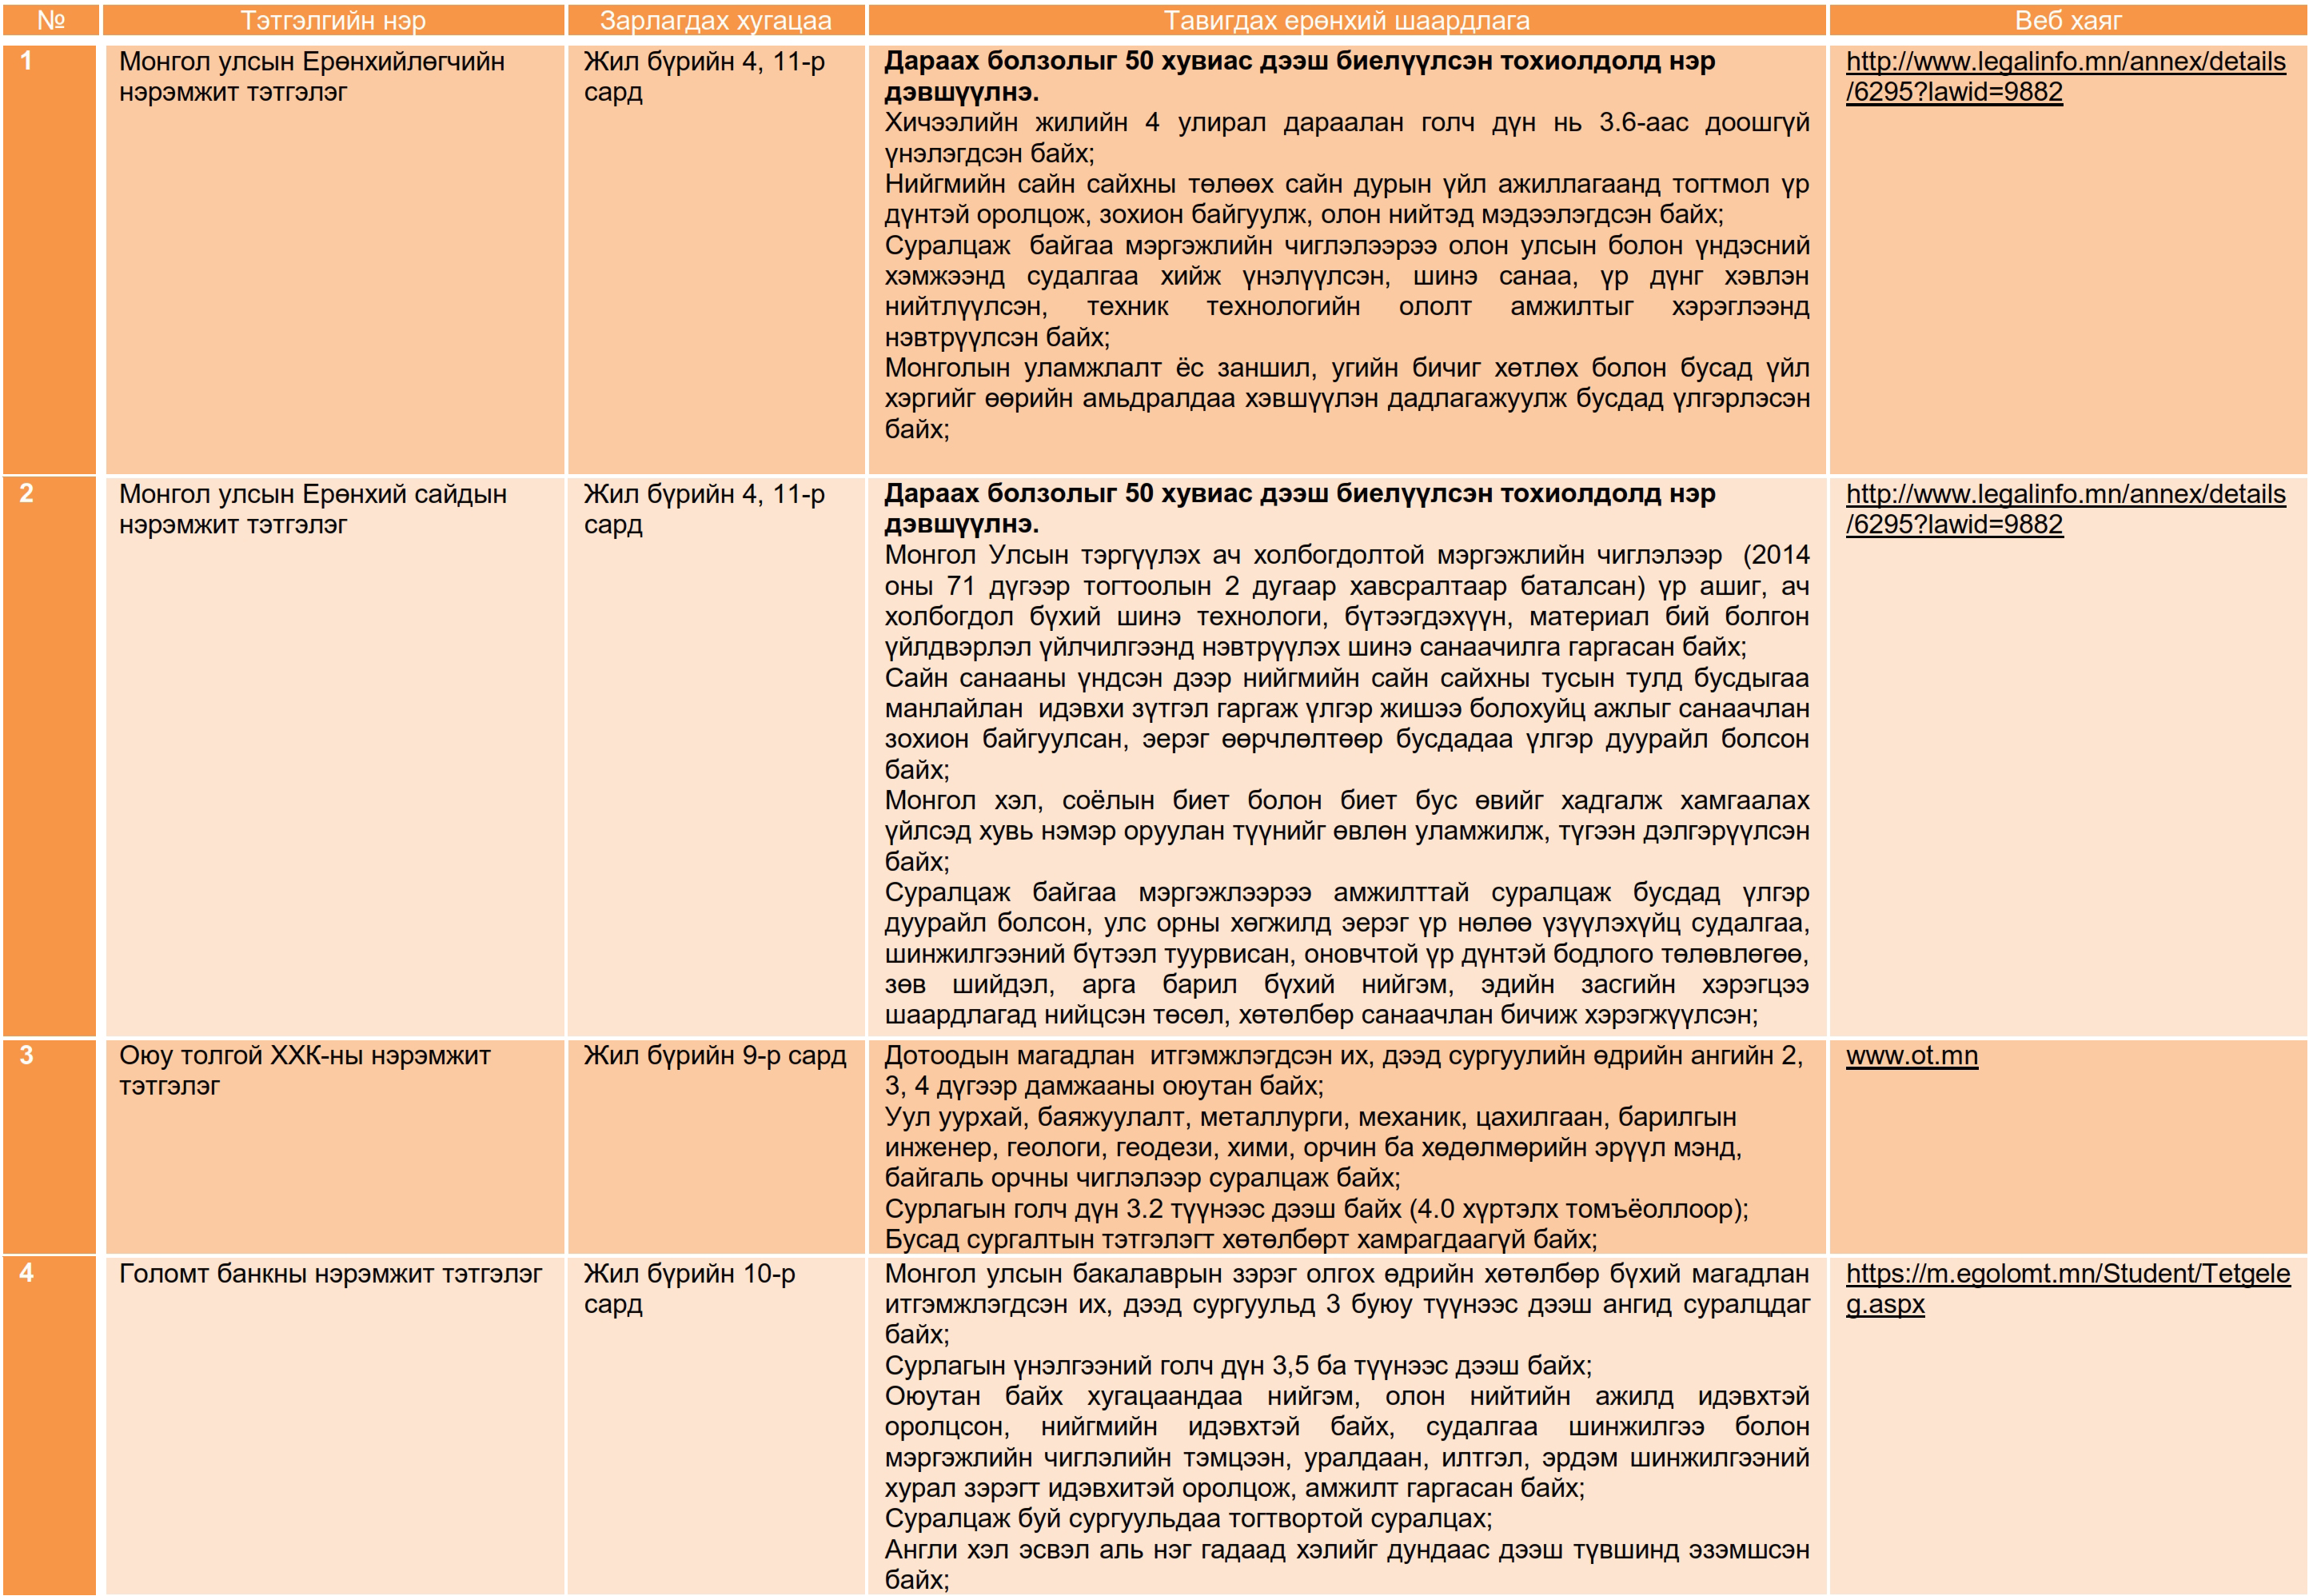 №
Тэтгэлгийн нэр
Зарлагдах хугацаа
Тавигдах ерөнхий шаардлага
Веб хаяг
1
Монгол улсын Ерөнхийлөгчийн
нэрэмжит тэтгэлэг
Жил бүрийн 4, 11-р
сард
Дараах болзолыг 50 хувиас дээш биелүүлсэн тохиолдолд нэр
дэвшүүлнэ.
Хичээлийн жилийн 4 улирал дараалан голч дүн нь 3.6-аас доошгүй
үнэлэгдсэн байх;
Нийгмийн сайн сайхны төлөөх сайн дурын үйл ажиллагаанд тогтмол үр
дүнтэй оролцож, зохион байгуулж, олон нийтэд мэдээлэгдсэн байх;
Суралцаж байгаа мэргэжлийн чиглэлээрээ олон улсын болон үндэсний
хэмжээнд судалгаа хийж үнэлүүлсэн, шинэ санаа, үр дүнг хэвлэн
нийтлүүлсэн, техник технологийн ололт амжилтыг хэрэглээнд
нэвтрүүлсэн байх;
Монголын уламжлалт ёс заншил, угийн бичиг хөтлөх болон бусад үйл
хэргийг өөрийн амьдралдаа хэвшүүлэн дадлагажуулж бусдад үлгэрлэсэн
байх;
http://www.legalinfo.mn/annex/details
/6295?lawid=9882
2
Монгол улсын Ерөнхий сайдын
нэрэмжит тэтгэлэг
Жил бүрийн 4, 11-р
сард
Дараах болзолыг 50 хувиас дээш биелүүлсэн тохиолдолд нэр
дэвшүүлнэ.
Монгол Улсын тэргүүлэх ач холбогдолтой мэргэжлийн чиглэлээр (2014
оны 71 дүгээр тогтоолын 2 дугаар хавсралтаар баталсан) үр ашиг, ач
холбогдол бүхий шинэ технологи, бүтээгдэхүүн, материал бий болгон
үйлдвэрлэл үйлчилгээнд нэвтрүүлэх шинэ санаачилга гаргасан байх;
Сайн санааны үндсэн дээр нийгмийн сайн сайхны тусын тулд бусдыгаа
манлайлан идэвхи зүтгэл гаргаж үлгэр жишээ болохуйц ажлыг санаачлан
зохион байгуулсан, эерэг өөрчлөлтөөр бусдадаа үлгэр дуурайл болсон
байх;
Монгол хэл, соёлын биет болон биет бус өвийг хадгалж хамгаалах
үйлсэд хувь нэмэр оруулан түүнийг өвлөн уламжилж, түгээн дэлгэрүүлсэн
байх;
Суралцаж байгаа мэргэжлээрээ амжилттай суралцаж бусдад үлгэр
дуурайл болсон, улс орны хөгжилд эерэг үр нөлөө үзүүлэхүйц судалгаа,
шинжилгээний бүтээл туурвисан, оновчтой үр дүнтэй бодлого төлөвлөгөө,
зөв шийдэл, арга барил бүхий нийгэм, эдийн засгийн хэрэгцээ
шаардлагад нийцсэн төсөл, хөтөлбөр санаачлан бичиж хэрэгжүүлсэн;
http://www.legalinfo.mn/annex/details
/6295?lawid=9882
3
Оюу толгой ХХК-ны нэрэмжит
тэтгэлэг
Жил бүрийн 9-р сард
Дотоодын магадлан итгэмжлэгдсэн их, дээд сургуулийн өдрийн ангийн 2,
3, 4 дүгээр дамжааны оюутан байх;
Уул уурхай, баяжуулалт, металлурги, механик, цахилгаан, барилгын
инженер, геологи, геодези, хими, орчин ба хөдөлмөрийн эрүүл мэнд,
байгаль орчны чиглэлээр суралцаж байх;
Сурлагын голч дүн 3.2 түүнээс дээш байх (4.0 хүртэлх томъёоллоор);
Бусад сургалтын тэтгэлэгт хөтөлбөрт хамрагдаагүй байх;
www.ot.mn
4
Голомт банкны нэрэмжит тэтгэлэг
Жил бүрийн 10-р
сард
Монгол улсын бакалаврын зэрэг олгох өдрийн хөтөлбөр бүхий магадлан
итгэмжлэгдсэн их, дээд сургуульд 3 буюу түүнээс дээш ангид суралцдаг
байх;
Сурлагын үнэлгээний голч дүн 3,5 ба түүнээс дээш байх;
Оюутан байх хугацаандаа нийгэм, олон нийтийн ажилд идэвхтэй
оролцсон, нийгмийн идэвхтэй байх, судалгаа шинжилгээ болон
мэргэжлийн чиглэлийн тэмцээн, уралдаан, илтгэл, эрдэм шинжилгээний
хурал зэрэгт идэвхитэй оролцож, амжилт гаргасан байх;
Суралцаж буй сургуульдаа тогтвортой суралцах;
Англи хэл эсвэл аль нэг гадаад хэлийг дундаас дээш түвшинд эзэмшсэн
байх;
https://m.egolomt.mn/Student/Tetgele
g.aspx